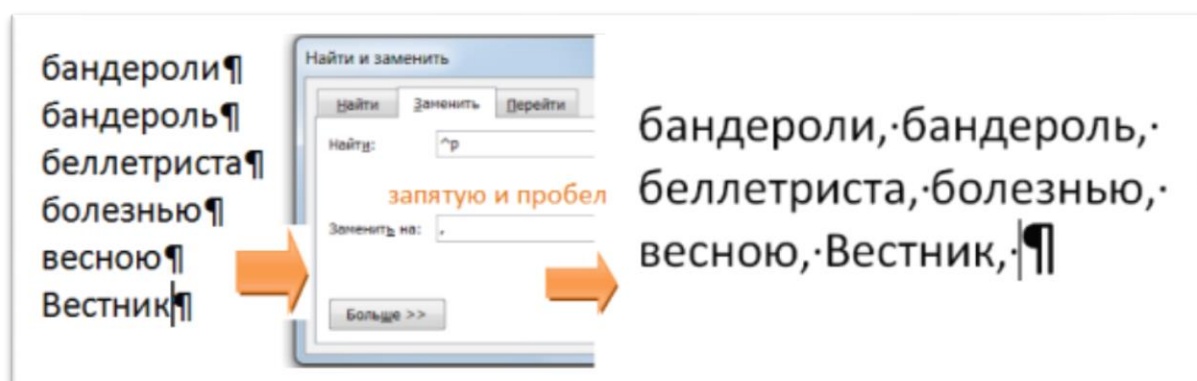 бандероли¶
бандероль¶
беллетриста¶
болезнью¶
весною¶
Вестник¶
Найти и заменить
Найти Заменить Перейти
Найти: ^p
запятую и пробел
Заменить на: ,
Больше >>
бандероли,·бандероль,·
беллетриста,·болезнью,·
весною,·Вестник,·¶